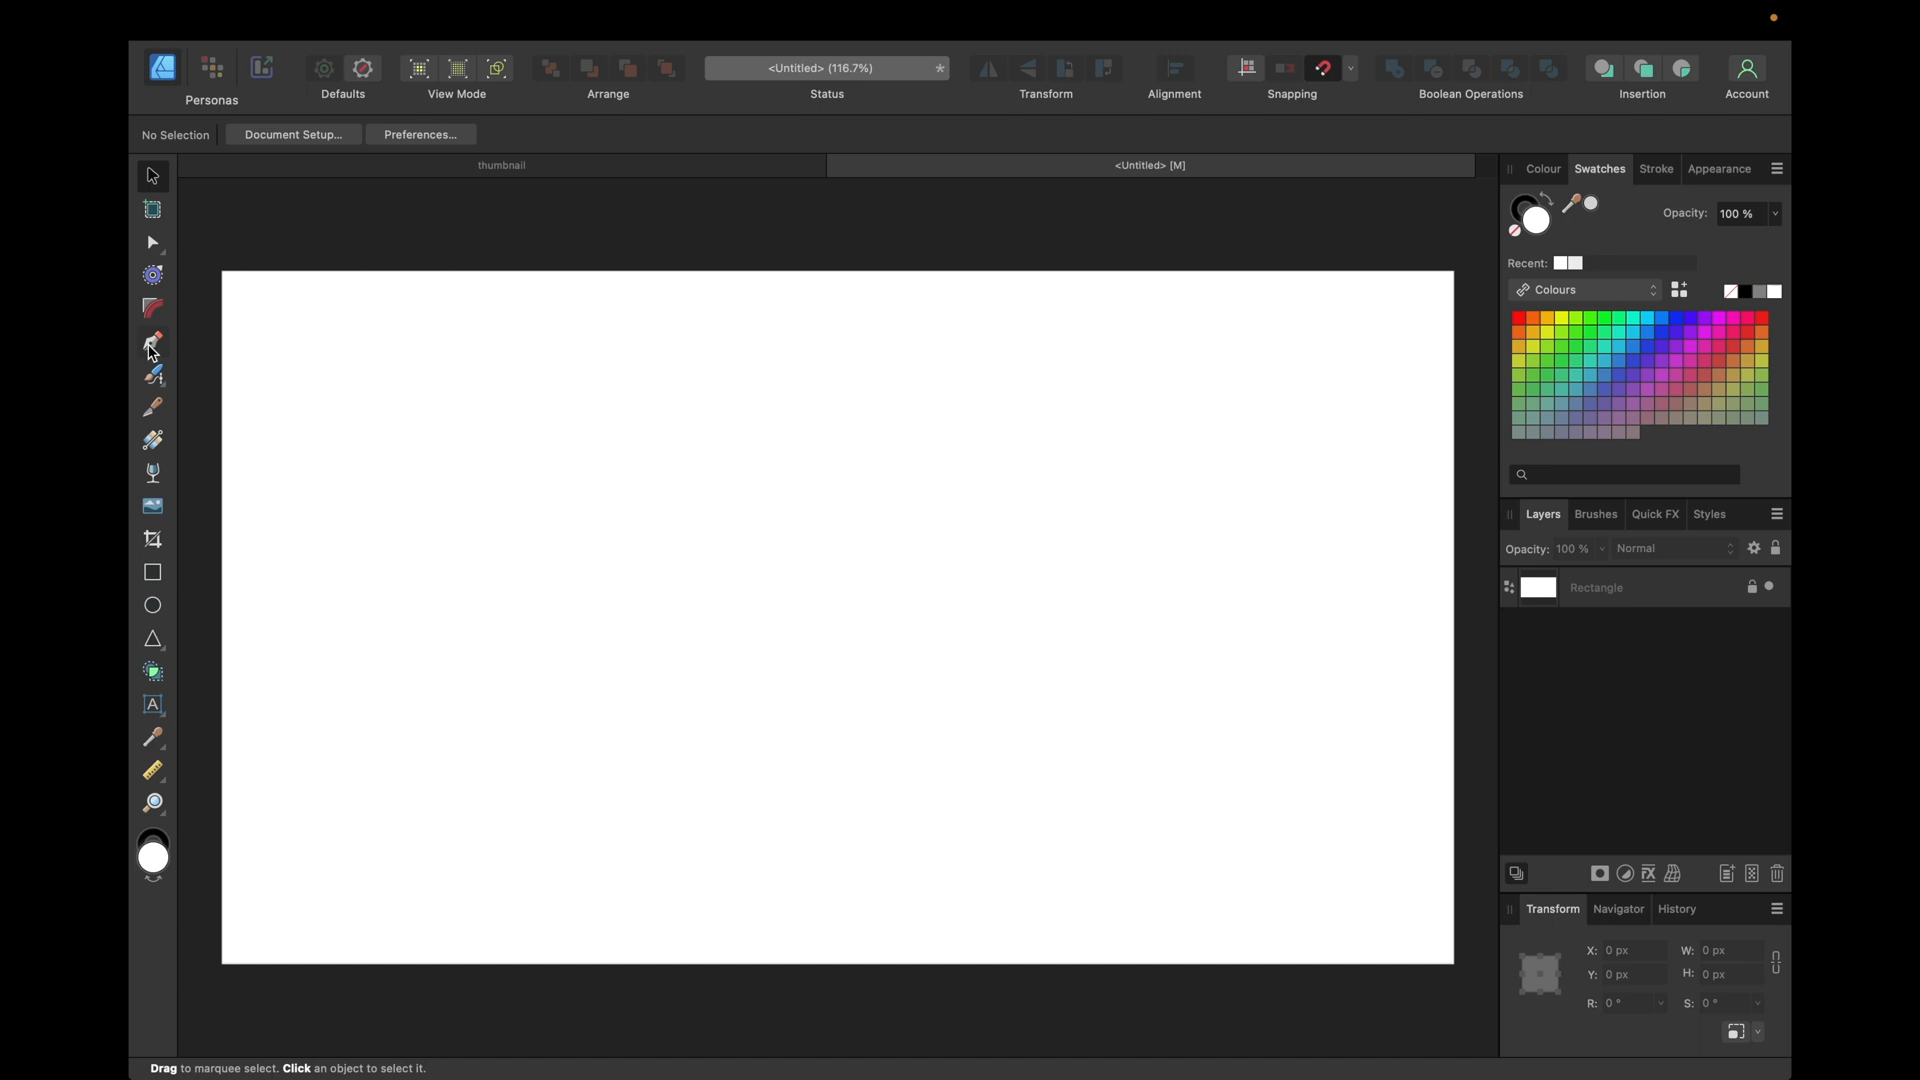 <Untitled> (116.7%) *
Personas
Defaults
View Mode
Arrange
Status
Transform
Alignment
Snapping
Boolean Operations
Insertion
Account
No Selection
Document Setup...
Preferences...
thumbnail
<Untitled> [M]
Colour
Swatches
Stroke
Appearance
Opacity: 100 %
Recent:
Colours
Layers
Brushes
Quick FX
Styles
Opacity: 100 %
Normal
Rectangle
Transform
Navigator
History
X: 0 px
W: 0 px
Y: 0 px
H: 0 px
R: 0 °
S: 0 °
Drag to marquee select. Click an object to select it.